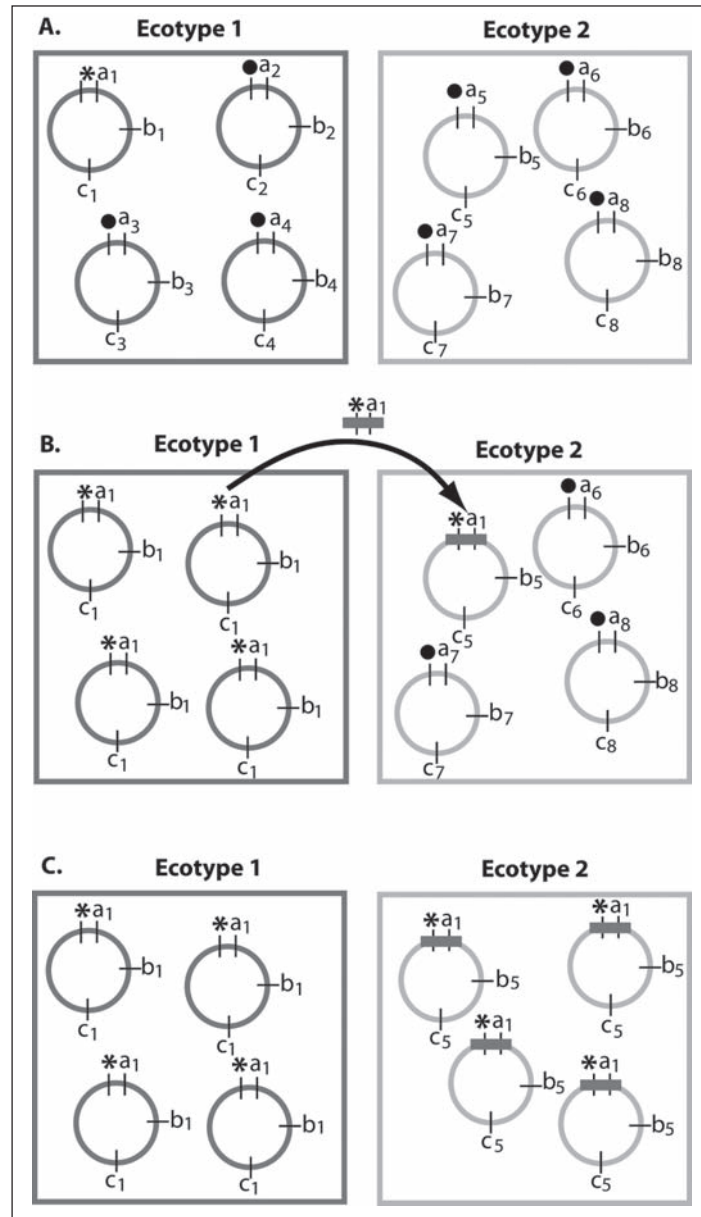 A. Ecotype 1 Ecotype 2
*a1 a2 a5 a6
b1 b2 b5 b6
c1 c2 c5 c6
a3 a4 a7 a8
b3 b4 b7 b8
c3 c4 c7 c8
*a1
B. Ecotype 1 Ecotype 2
*a1 *a1 *a1 a6
b1 b1 b5 b6
c1 c1 c5 c6
*a1 *a1 a7 a8
b1 b1 b7 b8
c1 c1 c7 c8
C. Ecotype 1 Ecotype 2
*a1 *a1 *a1 *a1
b1 b1 b5 b5
c1 c1 c5 c5
*a1 *a1 *a1 *a1
b1 b1 b5 b5
c1 c1 c5 c5